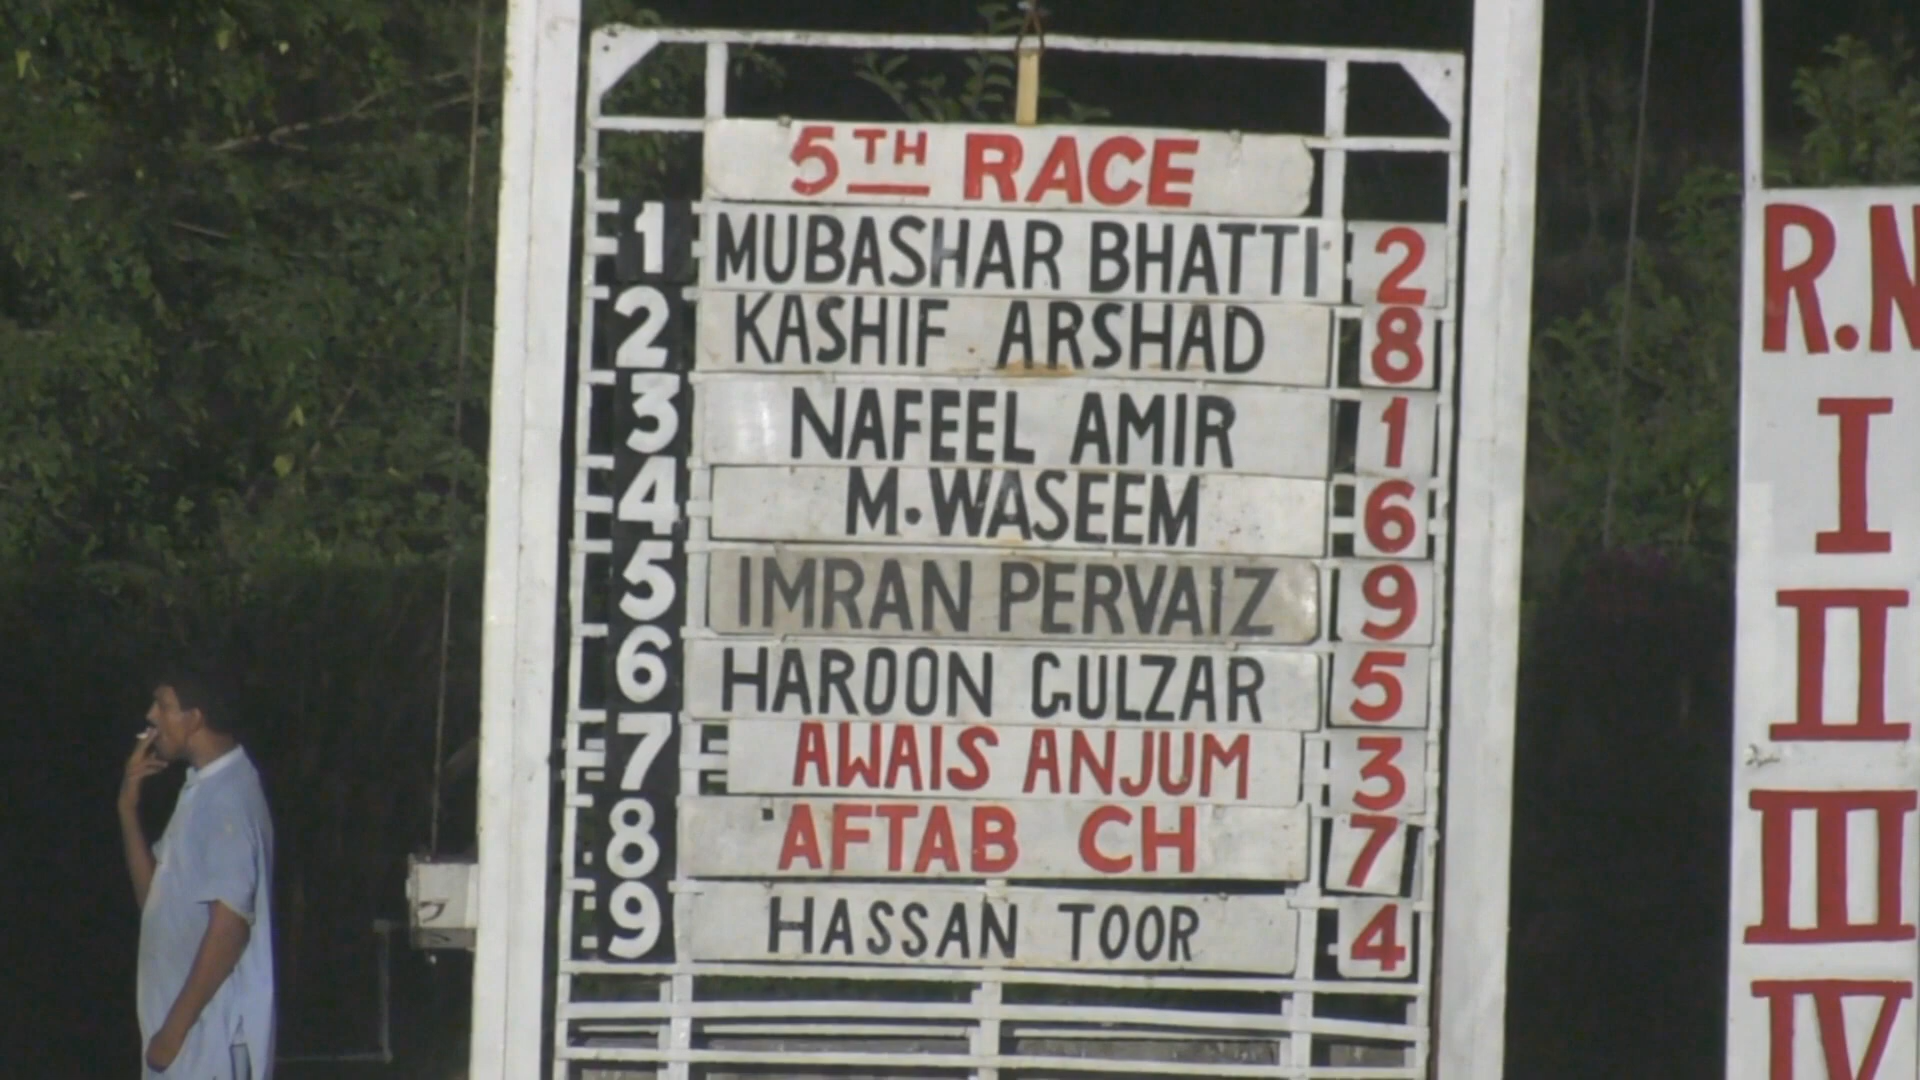 5TH RACE
1 MUBASHAR BHATTI 2
2 KASHIF ARSHAD 8
3 NAFEEL AMIR 1
4 M.WASEEM 6
5 IMRAN PERVAIZ 9
6 HAROON GULZAR 5
7 AWAIS ANJUM 3
8 AFTAB CH 7
9 HASSAN TOOR 4
R.N
I
II
III
IV